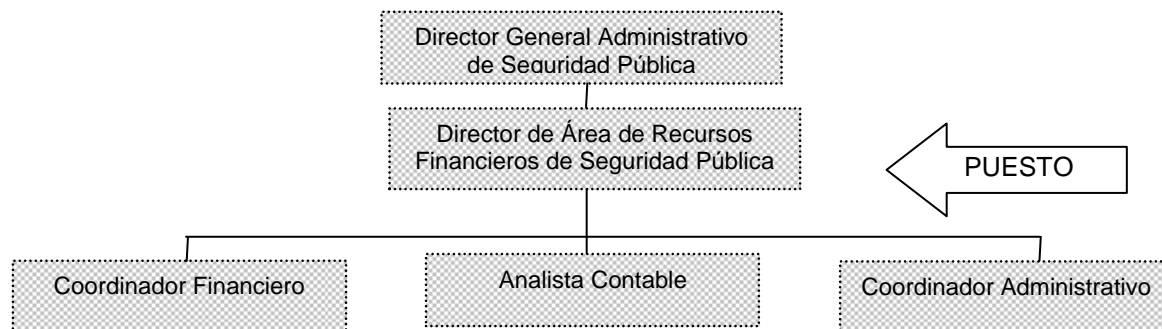 Director General Administrativo
de Seguridad Pública
Director de Área de Recursos
Financieros de Seguridad Pública
PUESTO
Coordinador Financiero
Analista Contable
Coordinador Administrativo